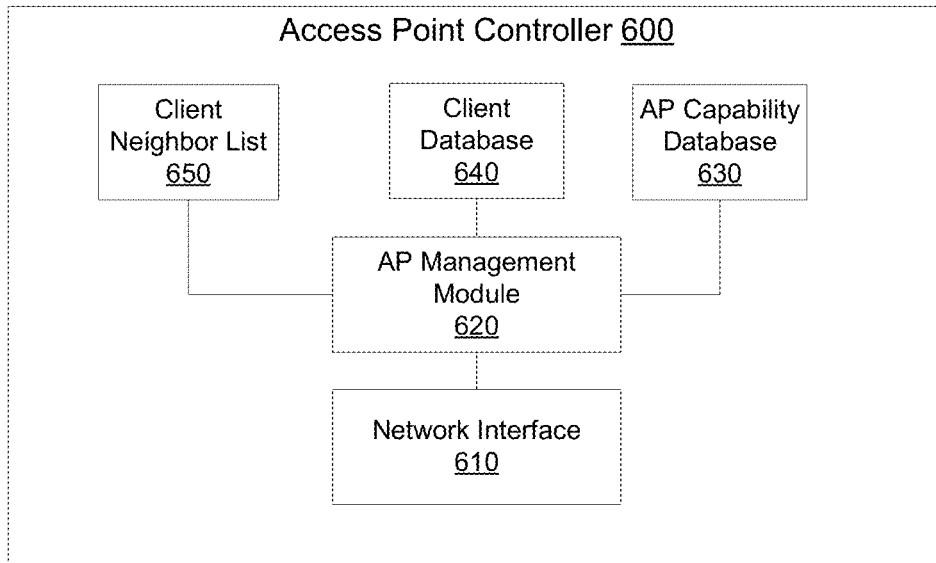 Access Point Controller 600
Client
Neighbor List
650
Client
Database
640
AP Capability
Database
630
AP Management
Module
620
Network Interface
610